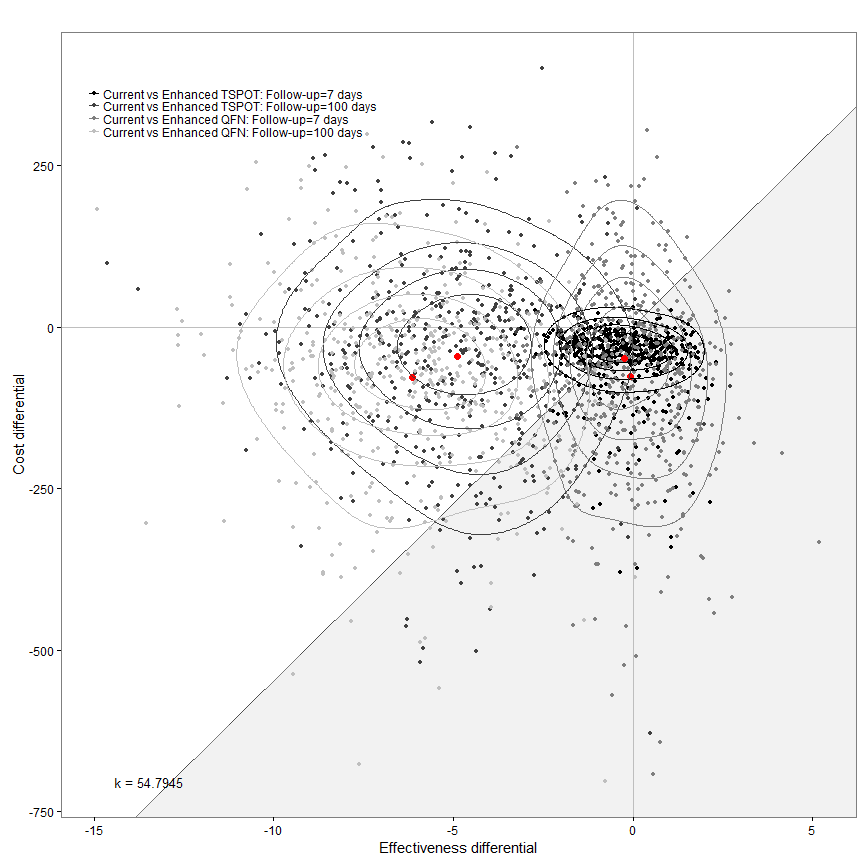 Current vs Enhanced TSPOT: Follow-up=7 days
Current vs Enhanced TSPOT: Follow-up=100 days
Current vs Enhanced QFN: Follow-up=7 days
Current vs Enhanced QFN: Follow-up=100 days
250
0
-250
-500
-750
Cost differential
k = 54.7945
-15
-10
-5
0
5
Effectiveness differential